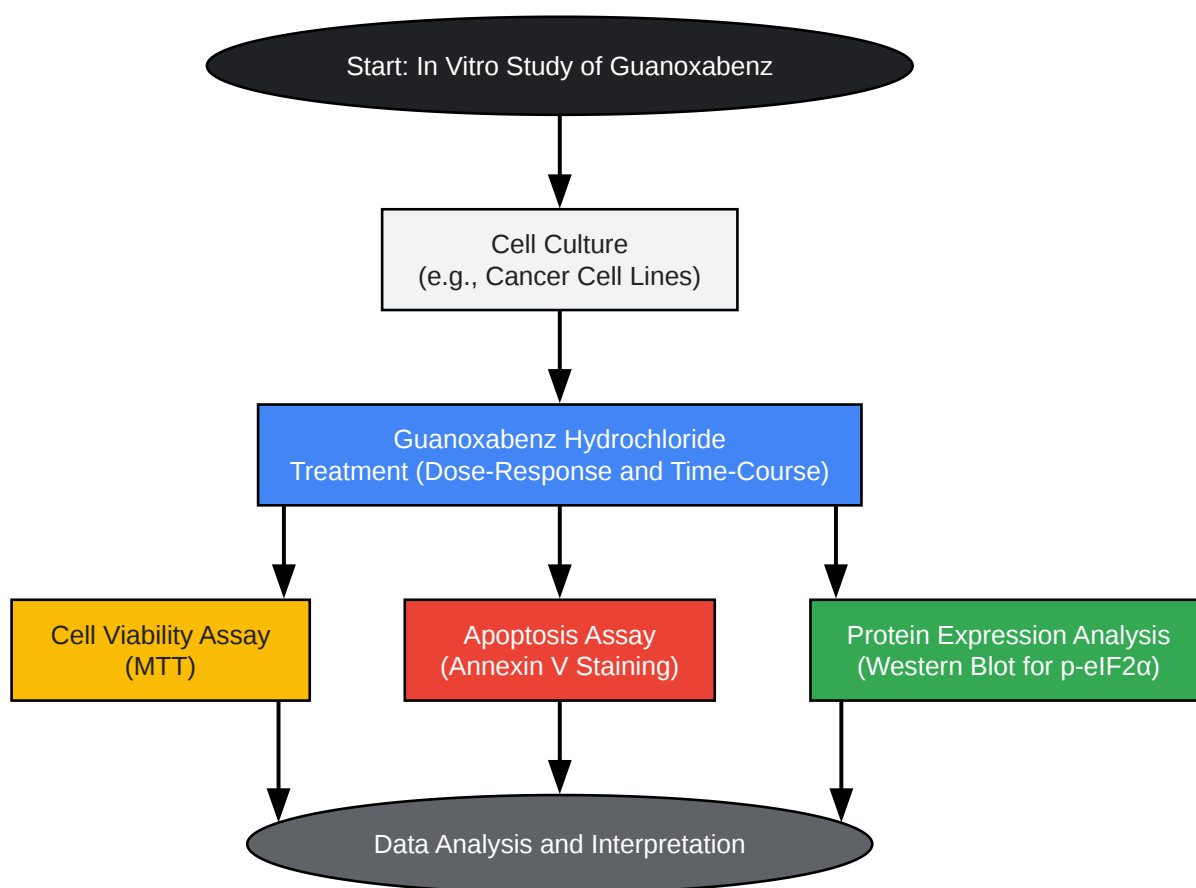 Start: In Vitro Study of Guanoxabenz
Cell Culture
(e.g., Cancer Cell Lines)
Guanoxabenz Hydrochloride
Treatment (Dose-Response and Time-Course)
Cell Viability Assay
(MTT)
Apoptosis Assay
(Annexin V Staining)
Protein Expression Analysis
(Western Blot for p-eIF2α)
Data Analysis and Interpretation